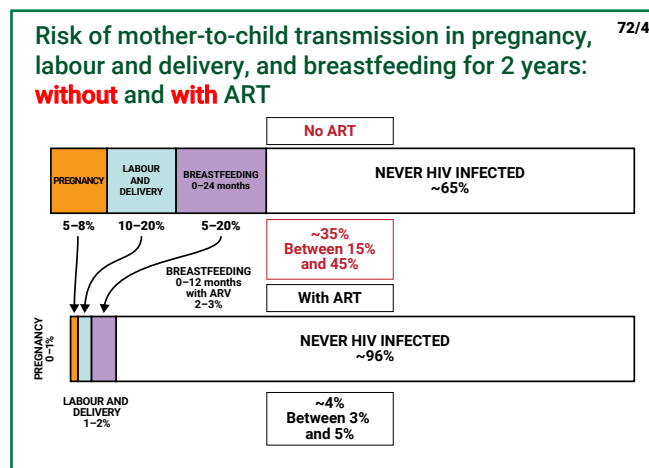 Risk of mother-to-child transmission in pregnancy,
72/4
labour and delivery, and breastfeeding for 2 years:
without and with ART
No ART
PREGNANCY
LABOUR
AND
DELIVERY
BREASTFEEDING
0–24 months
NEVER HIV INFECTED
~65%
5–8%
10–20%
5–20%
~35%
Between 15%
and 45%
BREASTFEEDING
0–12 months
with ARV
2–3%
With ART
PREGNANCY
0–1%
NEVER HIV INFECTED
~96%
LABOUR AND
DELIVERY
1–2%
~4%
Between 3%
and 5%